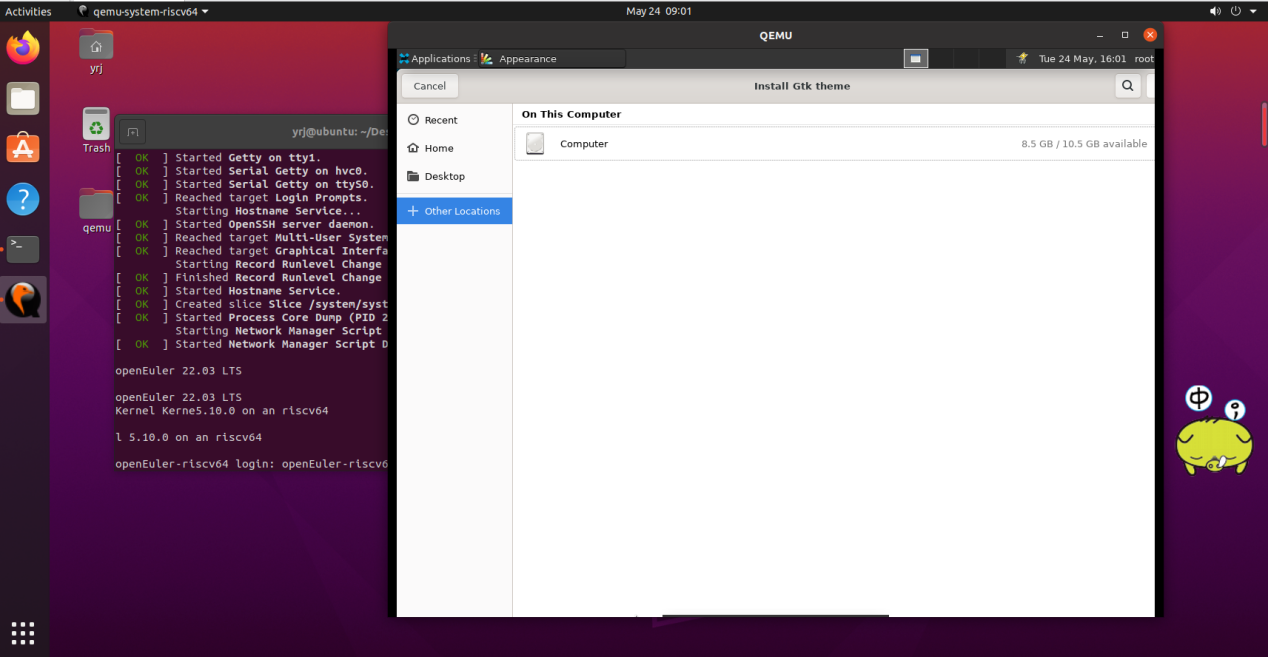 Activities
qemu-system-riscv64
May 24 09:01
yrj
Trash
qemu
yrj@ubuntu: ~/Des
[ OK ] Started Getty on tty1.
[ OK ] Started Serial Getty on hvc0.
[ OK ] Started Serial Getty on ttyS0.
[ OK ] Reached target Login Prompts.
Starting Hostname Service...
[ OK ] Started OpenSSH server daemon.
[ OK ] Reached target Multi-User System
[ OK ] Reached target Graphical Interfa
Starting Record Runlevel Change
[ OK ] Finished Record Runlevel Change
[ OK ] Started Hostname Service.
[ OK ] Created slice Slice /system/syst
[ OK ] Started Process Core Dump (PID 2
Starting Network Manager Script
[ OK ] Started Network Manager Script D
openEuler 22.03 LTS
openEuler 22.03 LTS
Kernel Kerne5.10.0 on an riscv64
l 5.10.0 on an riscv64
openEuler-riscv64 login: openEuler-riscv6
QEMU
Applications
Appearance
Tue 24 May, 16:01 root
Cancel
Install Gtk theme
Recent
Home
Desktop
Other Locations
On This Computer
Computer
8.5 GB / 10.5 GB available
中
；